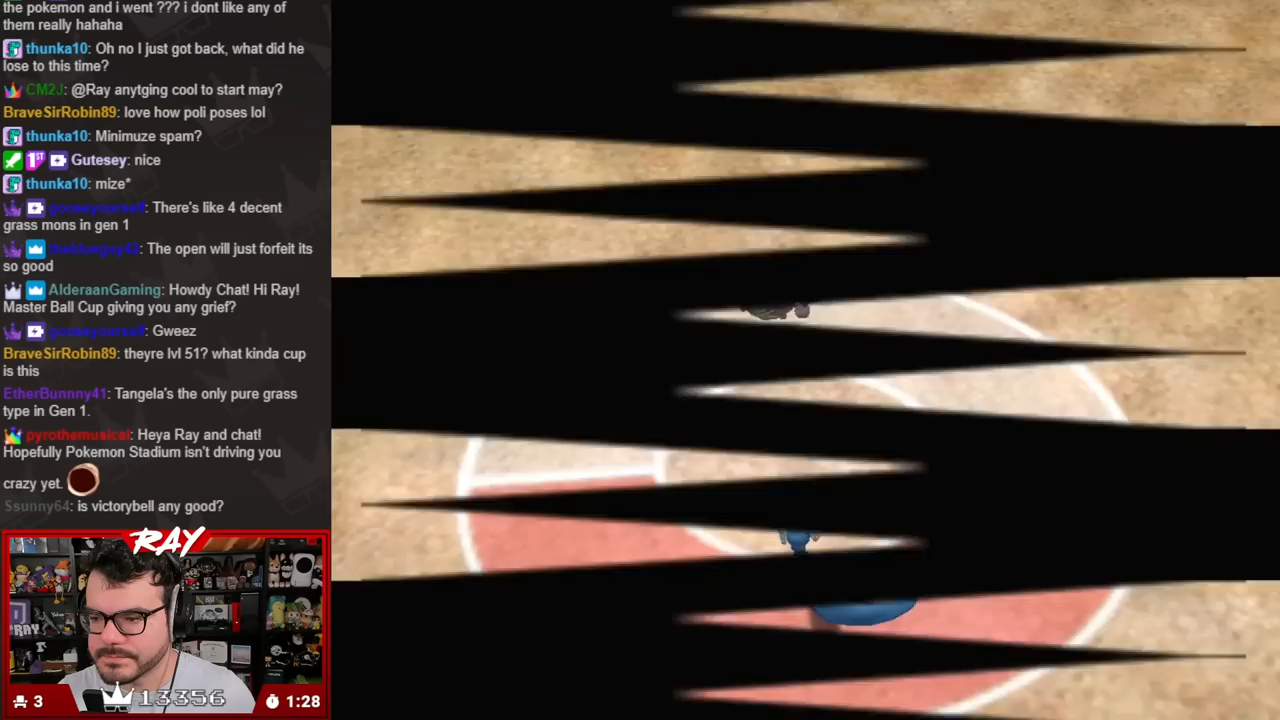 the pokemon and i went ??? i dont like any of
them really hahaha
thunka10: Oh no I just got back, what did he
lose to this time?
CM2J: @Ray anytging cool to start may?
BraveSirRobin89: love how poli poses lol
thunka10: Minimuze spam?
1ST Gutesey: nice
thunka10: mize*
gooseyourself: There's like 4 decent
grass mons in gen 1
theblueguy42: The open will just forfeit its
so good
AlderaanGaming: Howdy Chat! Hi Ray!
Master Ball Cup giving you any grief?
gooseyourself: Gweez
BraveSirRobin89: theyre lvl 51? what kinda cup
is this
EtherBunnny41: Tangela's the only pure grass
type in Gen 1.
pyrothemusical: Heya Ray and chat!
Hopefully Pokemon Stadium isn't driving you
crazy yet.
Ssunny64: is victorybell any good?
RAY
3
13356
1:28